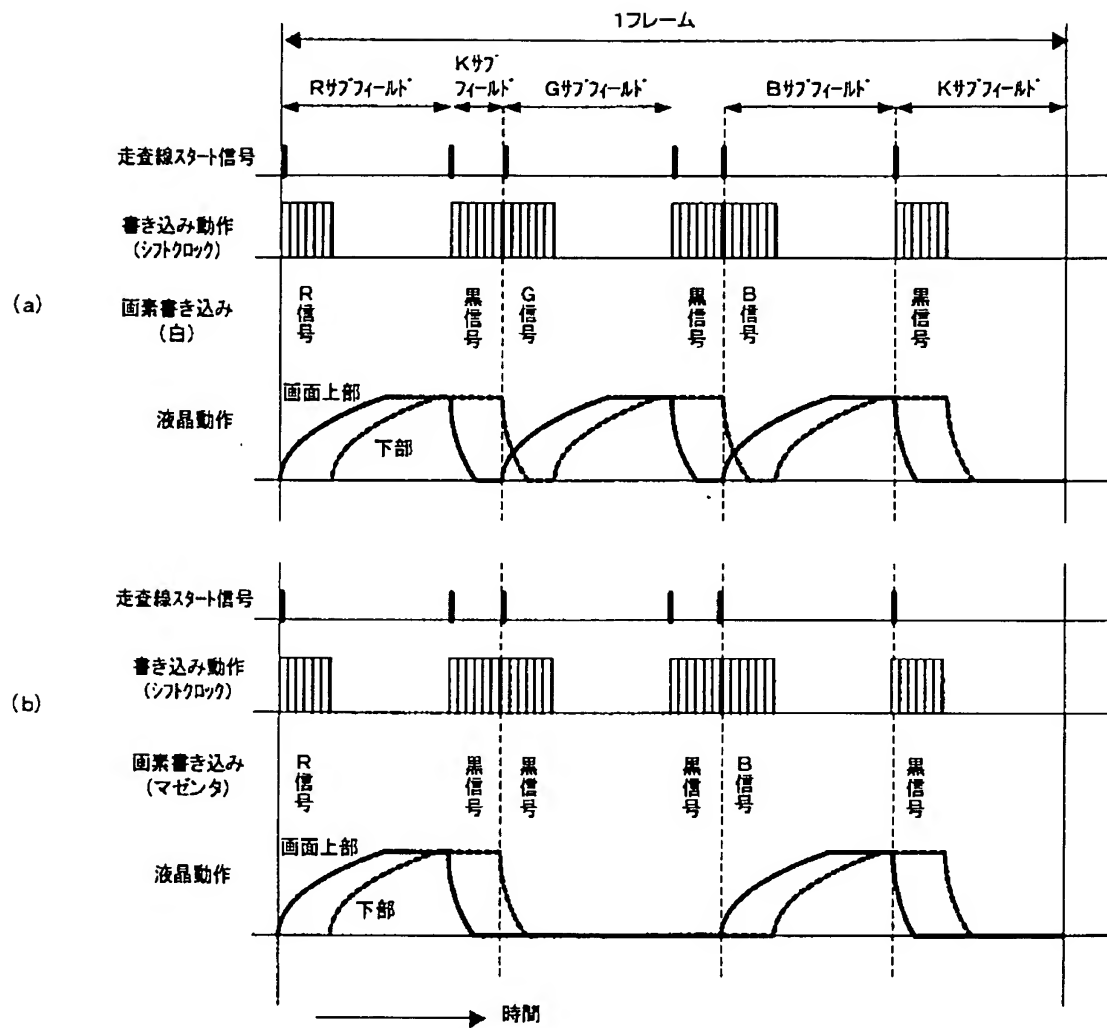 1フレーム
Kサブ
フィールド
Rサブフィールド
Gサブフィールド
Bサブフィールド
Kサブフィールド
走査線スタート信号
書き込み動作
(シフトクロック)
(a)
画素書き込み
(白)
R信号
黒信号
G信号
黒信号
B信号
黒信号
画面上部
液晶動作
下部
走査線スタート信号
書き込み動作
(シフトクロック)
(b)
画素書き込み
(マゼンタ)
R信号
黒信号
黒信号
黒信号
B信号
黒信号
画面上部
液晶動作
下部
時間